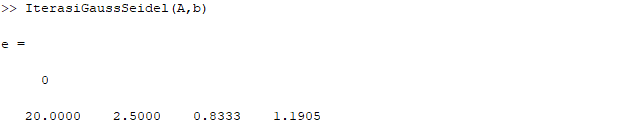 >> IterasiGaussSeidel(A,b)
e =
0
20.0000 2.5000 0.8333 1.1905